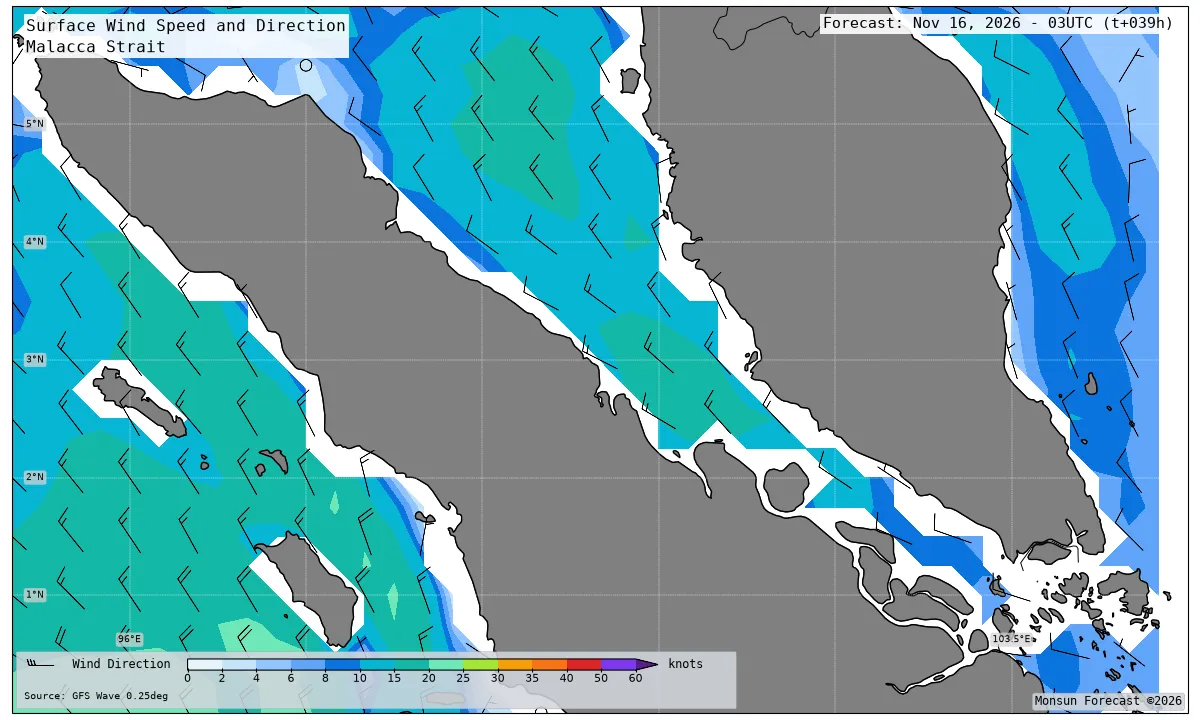 Surface Wind Speed and Direction
Malacca Strait
Forecast: Nov 16, 2026 - 03UTC (t+039h)
5°N
4°N
3°N
2°N
1°N
96°E
103.5°E
Wind Direction
0 2 4 6 8 10 15 20 25 30 35 40 50 60
knots
Source: GFS Wave 0.25deg
Monsun Forecast ©2026